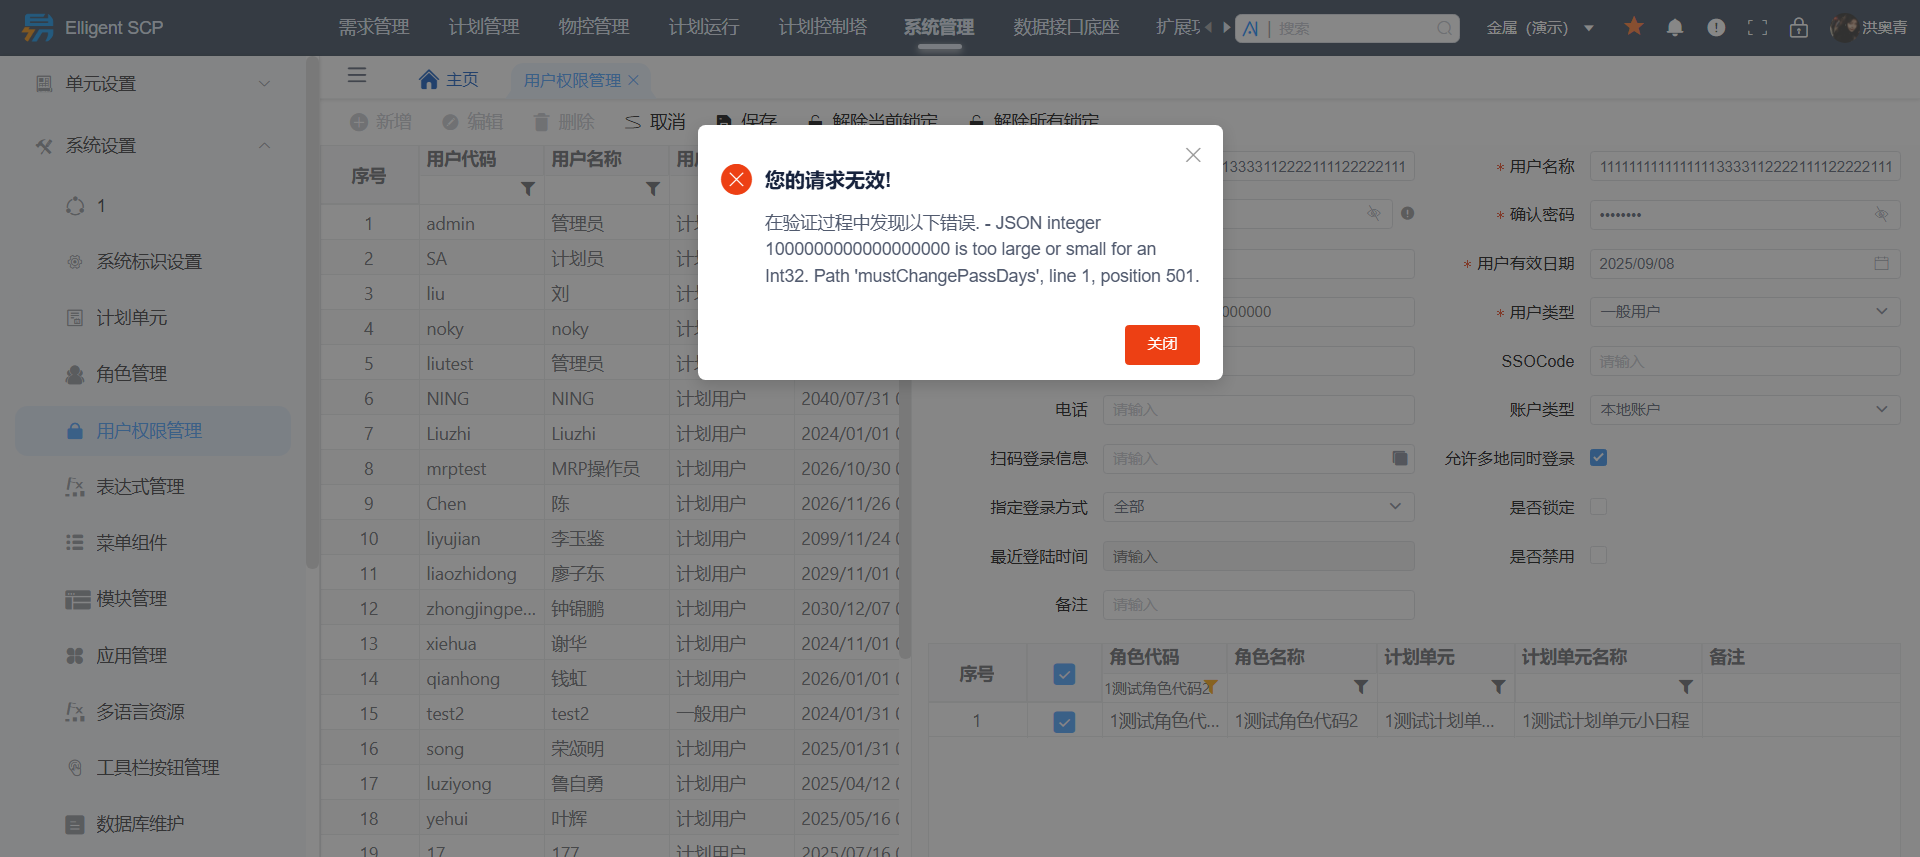 Elligent SCP
需求管理
计划管理
物控管理
计划运行
计划控制塔
系统管理
数据接口底座
扩展
AI
搜索
金属（演示）
洪奥青
单元设置
系统设置
1
系统标识设置
计划单元
角色管理
用户权限管理
表达式管理
菜单组件
模块管理
应用管理
多语言资源
工具栏按钮管理
数据库维护
主页
用户权限管理
新增
编辑
删除
取消
保存
解除当前锁定
解除所有锁定
您的请求无效!
在验证过程中发现以下错误. - JSON integer
1000000000000000000 is too large or small for an
Int32. Path 'mustChangePassDays', line 1, position 501.
关闭
序号 用户代码 用户名称
1 admin 管理员
2 SA 计划员
3 liu 刘
4 noky noky
5 liutest 管理员
6 NING NING 计划用户 2040/07/31
7 Liuzhi Liuzhi 计划用户 2024/01/01
8 mrptest MRP操作员 计划用户 2026/10/30
9 Chen 陈 计划用户 2026/11/26
10 liyujian 李玉鉴 计划用户 2099/11/24
11 liaozhidong 廖子东 计划用户 2029/11/01
12 zhongjingpe... 钟锦鹏 计划用户 2030/12/07
13 xiehua 谢华 计划用户 2024/11/01
14 qianhong 钱虹 计划用户 2026/01/01
15 test2 test2 一般用户 2024/01/31
16 song 荣颂明 计划用户 2025/01/31
17 luziyong 鲁自勇 计划用户 2025/04/12
18 yehui 叶辉 计划用户 2025/05/16
19 17 177 计划用户 2025/07/16
* 用户名称
* 确认密码 ••••••••
* 用户有效日期 2025/09/08
* 用户类型 一般用户
SSOCode 请输入
电话 请输入
账户类型 本地账户
扫码登录信息 请输入
允许多地同时登录
指定登录方式 全部
是否锁定
最近登陆时间 请输入
是否禁用
备注 请输入
序号 角色代码 角色名称 计划单元 计划单元名称 备注
1测试角色代码2
1 1测试角色代... 1测试角色代码2 1测试计划单... 1测试计划单元小日程